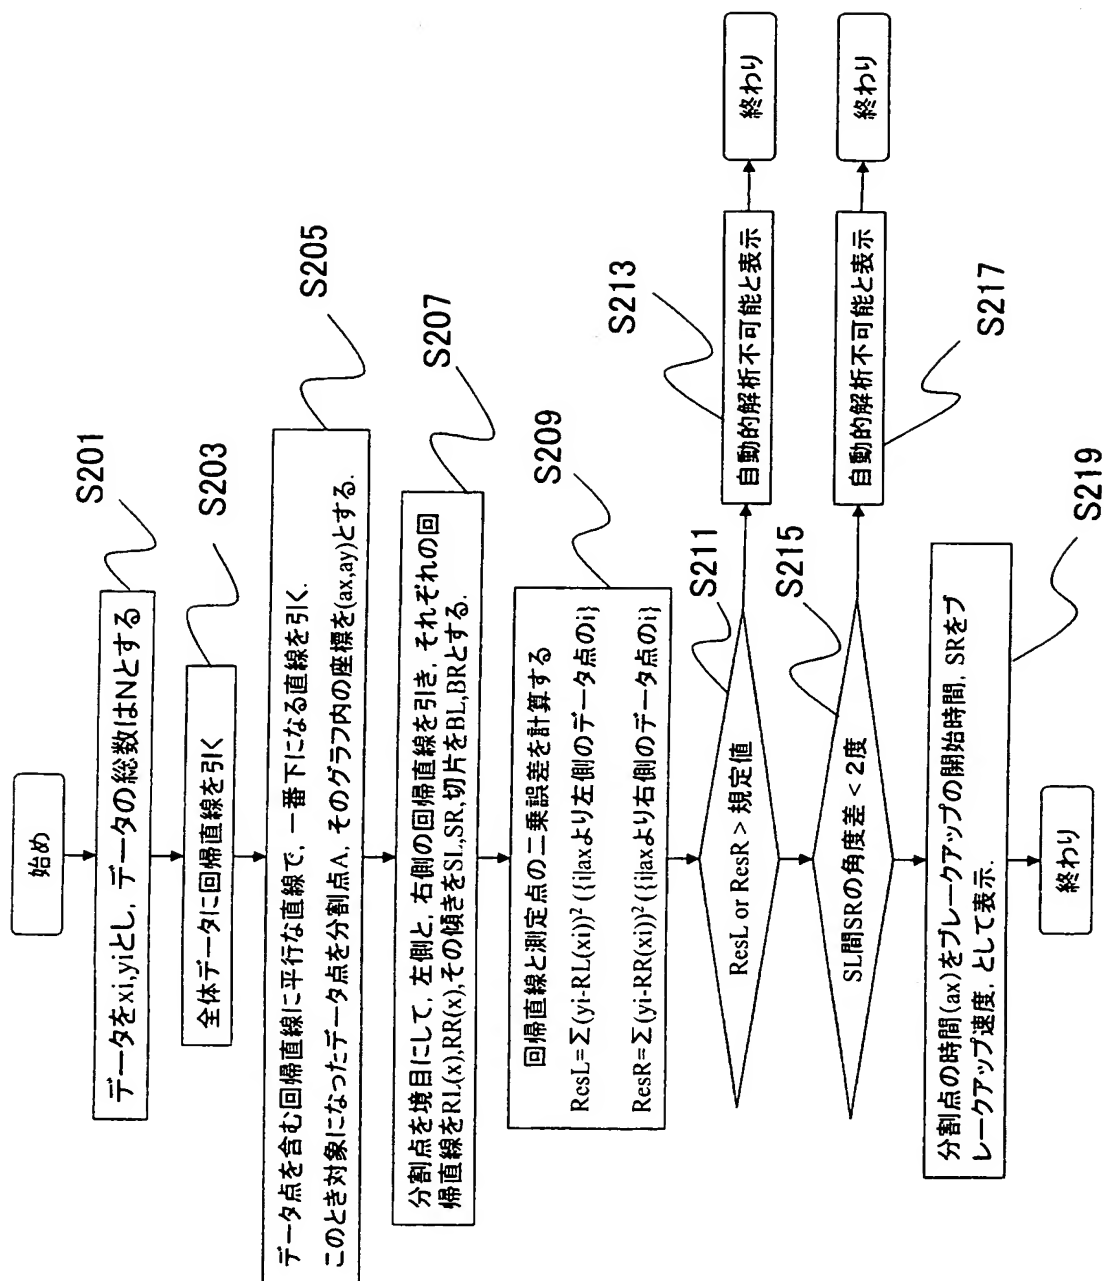 始め
データをxi,yiとし，データの総数はNとする
S201
全体データに回帰直線を引く
S203
データ点を含む回帰直線に平行な直線で，一番下になる直線を引く．
このとき対象になったデータ点を分割点A，そのグラフ内の座標を(ax,ay)とする．
S205
分割点を境目にして，左側と，右側の回帰直線を引き，それぞれの回
帰直線をRL(x),RR(x),その傾きをSL,SR,切片をBL,BRとする．
S207
回帰直線と測定点の二乗誤差を計算する
ResL=Σ(yi-RL(xi))² ({i|axより左側のデータ点のi}
ResR=Σ(yi-RR(xi))² ({i|axより右側のデータ点のi}
S209
ResL or ResR > 規定値
S211
自動的解析不可能と表示
S213
終わり
SL間SRの角度差 < 2度
S215
自動的解析不可能と表示
S217
終わり
分割点の時間(ax)をブレークアップの開始時間，SRをブ
レークアップ速度，として表示．
S219
終わり